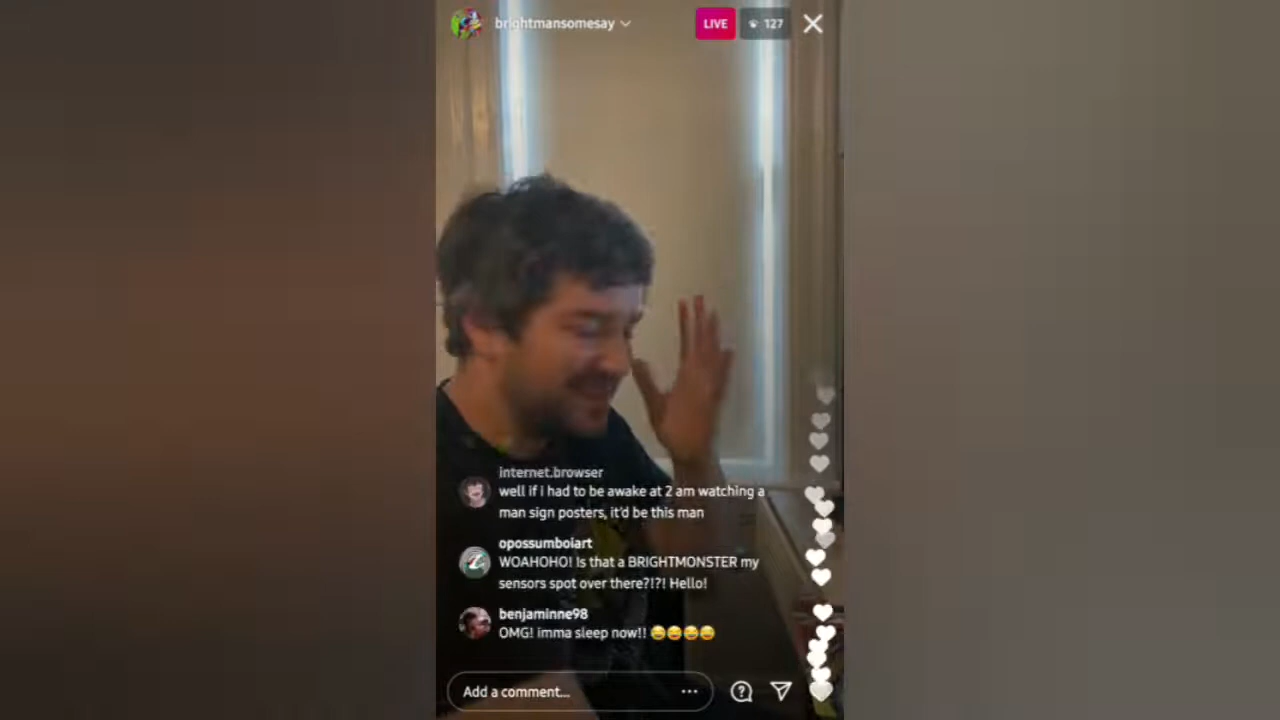 brightmansomesay
LIVE
127
internet.browser
well if i had to be awake at 2 am watching a
man sign posters, it'd be this man
opossumboiart
WOAHOHO! Is that a BRIGHTMONSTER my
sensors spot over there?!?! Hello!
benjaminne98
OMG! imma sleep now!! 😂😂😂😂
Add a comment...